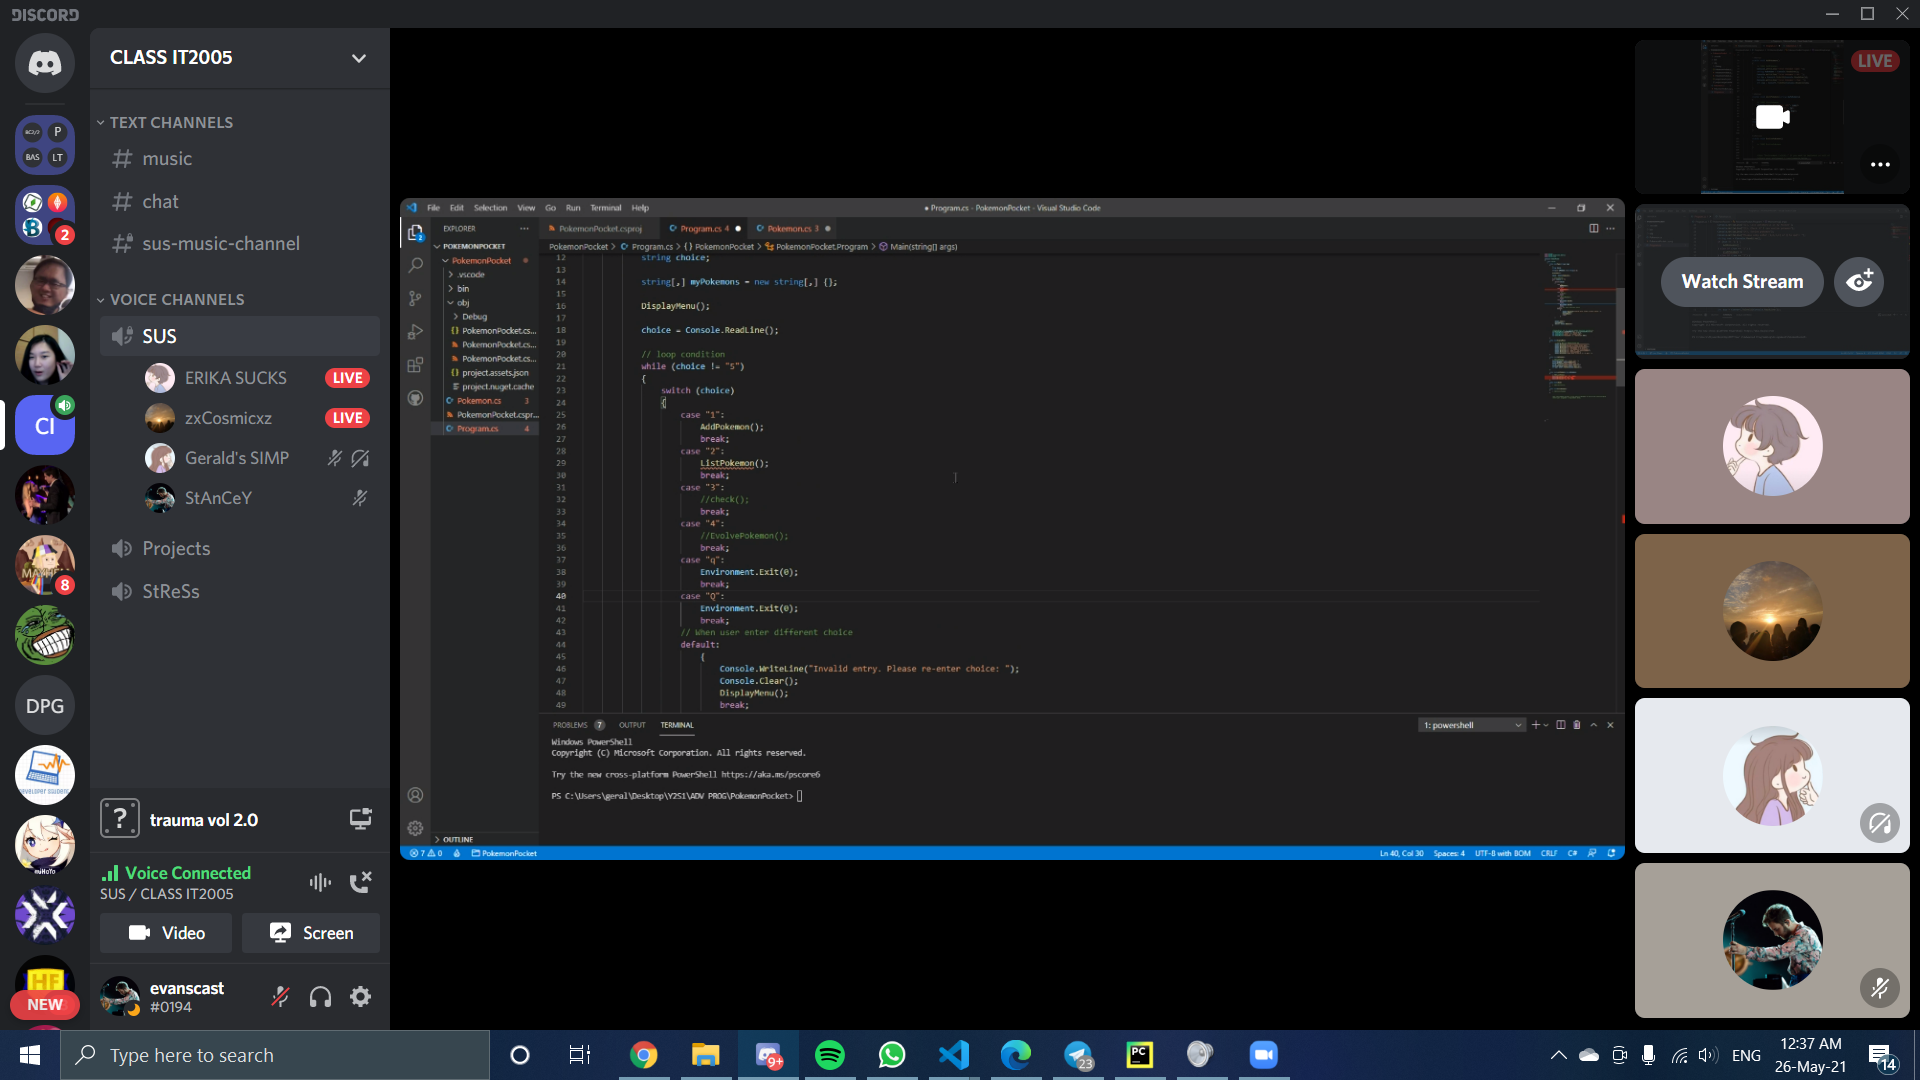 DISCORD
CLASS IT2005
TEXT CHANNELS
music
chat
sus-music-channel
VOICE CHANNELS
SUS
ERIKA SUCKS LIVE
zxCosmicxz LIVE
Gerald's SIMP
StAnCeY
Projects
StReSs
BC2/2 P
BAS LT
2
CI
8
DPG
NEW
trauma vol 2.0
Voice Connected
SUS / CLASS IT2005
Video Screen
evanscast
#0194
File Edit Selection View Go Run Terminal Help
● Program.cs - PokemonPocket - Visual Studio Code
EXPLORER
POKEMONPOCKET
PokemonPocket
.vscode
bin
obj
Debug
PokemonPocket.cs...
PokemonPocket.cs...
PokemonPocket.cs...
project.assets.json
project.nuget.cache
Pokemon.cs 3
PokemonPocket.cspr...
Program.cs 4
OUTLINE
PokemonPocket.csproj Program.cs 4 Pokemon.cs 3
PokemonPocket > Program.cs > {} PokemonPocket > PokemonPocket.Program > Main(string[] args)
12 string choice;
13
14 string[,] myPokemons = new string[,] {};
15
16 DisplayMenu();
17
18 choice = Console.ReadLine();
19
20 // loop condition
21 while (choice != "5")
22 {
23 switch (choice)
24 {
25 case "1":
26 AddPokemon();
27 break;
28 case "2":
29 ListPokemon();
30 break;
31 case "3":
32 //check();
33 break;
34 case "4":
35 //EvolvePokemon();
36 break;
37 case "q":
38 Environment.Exit(0);
39 break;
40 case "Q":
41 Environment.Exit(0);
42 break;
43 // When user enter different choice
44 default:
45 {
46 Console.WriteLine("Invalid entry. Please re-enter choice: ");
47 Console.Clear();
48 DisplayMenu();
49 break;
PROBLEMS 7 OUTPUT TERMINAL 1: powershell
Windows PowerShell
Copyright (C) Microsoft Corporation. All rights reserved.
Try the new cross-platform PowerShell https://aka.ms/pscore6
PS C:\Users\geral\Desktop\Y2S1\ADV PROG\PokemonPocket>
7 0 PokemonPocket Ln 40, Col 30 Spaces: 4 UTF-8 with BOM CRLF C#
LIVE
Watch Stream
Type here to search
9+
23
PC
ENG
12:37 AM
26-May-21
14